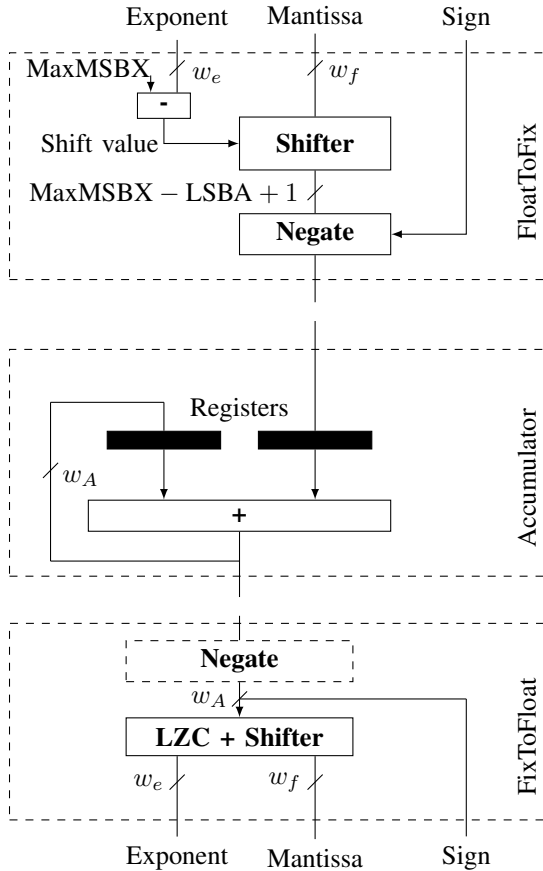 Exponent Mantissa Sign
MaxMSBX $w_e$ $w_f$
-
Shift value Shifter
MaxMSBX − LSBA + 1
Negate
FloatToFix
Registers
$w_A$
+
Accumulator
Negate
$w_A$
LZC + Shifter
$w_e$ $w_f$
FixToFloat
Exponent Mantissa Sign